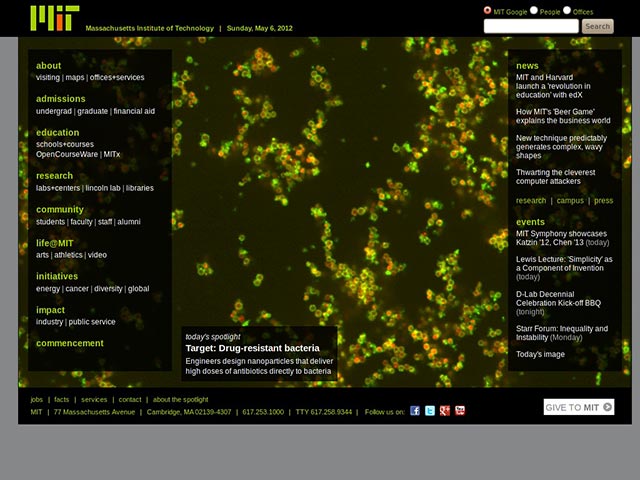 MIT
MIT Google People Offices
Massachusetts Institute of Technology | Sunday, May 6, 2012
Search
about
visiting | maps | offices+services
admissions
undergrad | graduate | financial aid
education
schools+courses
OpenCourseWare | MITx
research
labs+centers | lincoln lab | libraries
community
students | faculty | staff | alumni
life@MIT
arts | athletics | video
initiatives
energy | cancer | diversity | global
impact
industry | public service
commencement
today's spotlight
Target: Drug-resistant bacteria
Engineers design nanoparticles that deliver
high doses of antibiotics directly to bacteria
news
MIT and Harvard
launch a 'revolution in
education' with edX
How MIT's 'Beer Game'
explains the business world
New technique predictably
generates complex, wavy
shapes
Thwarting the cleverest
computer attackers
research | campus | press
events
MIT Symphony showcases
Katzin '12, Chen '13 (today)
Lewis Lecture: 'Simplicity' as
a Component of Invention
(today)
D-Lab Decennial
Celebration Kick-off BBQ
(tonight)
Starr Forum: Inequity and
Instability (Monday)
Today's image
jobs | facts | services | contact | about the spotlight
MIT | 77 Massachusetts Avenue | Cambridge, MA 02139-4307 | 617.253.1000 | TTY 617.258.9344 | Follow us on:
GIVE TO MIT